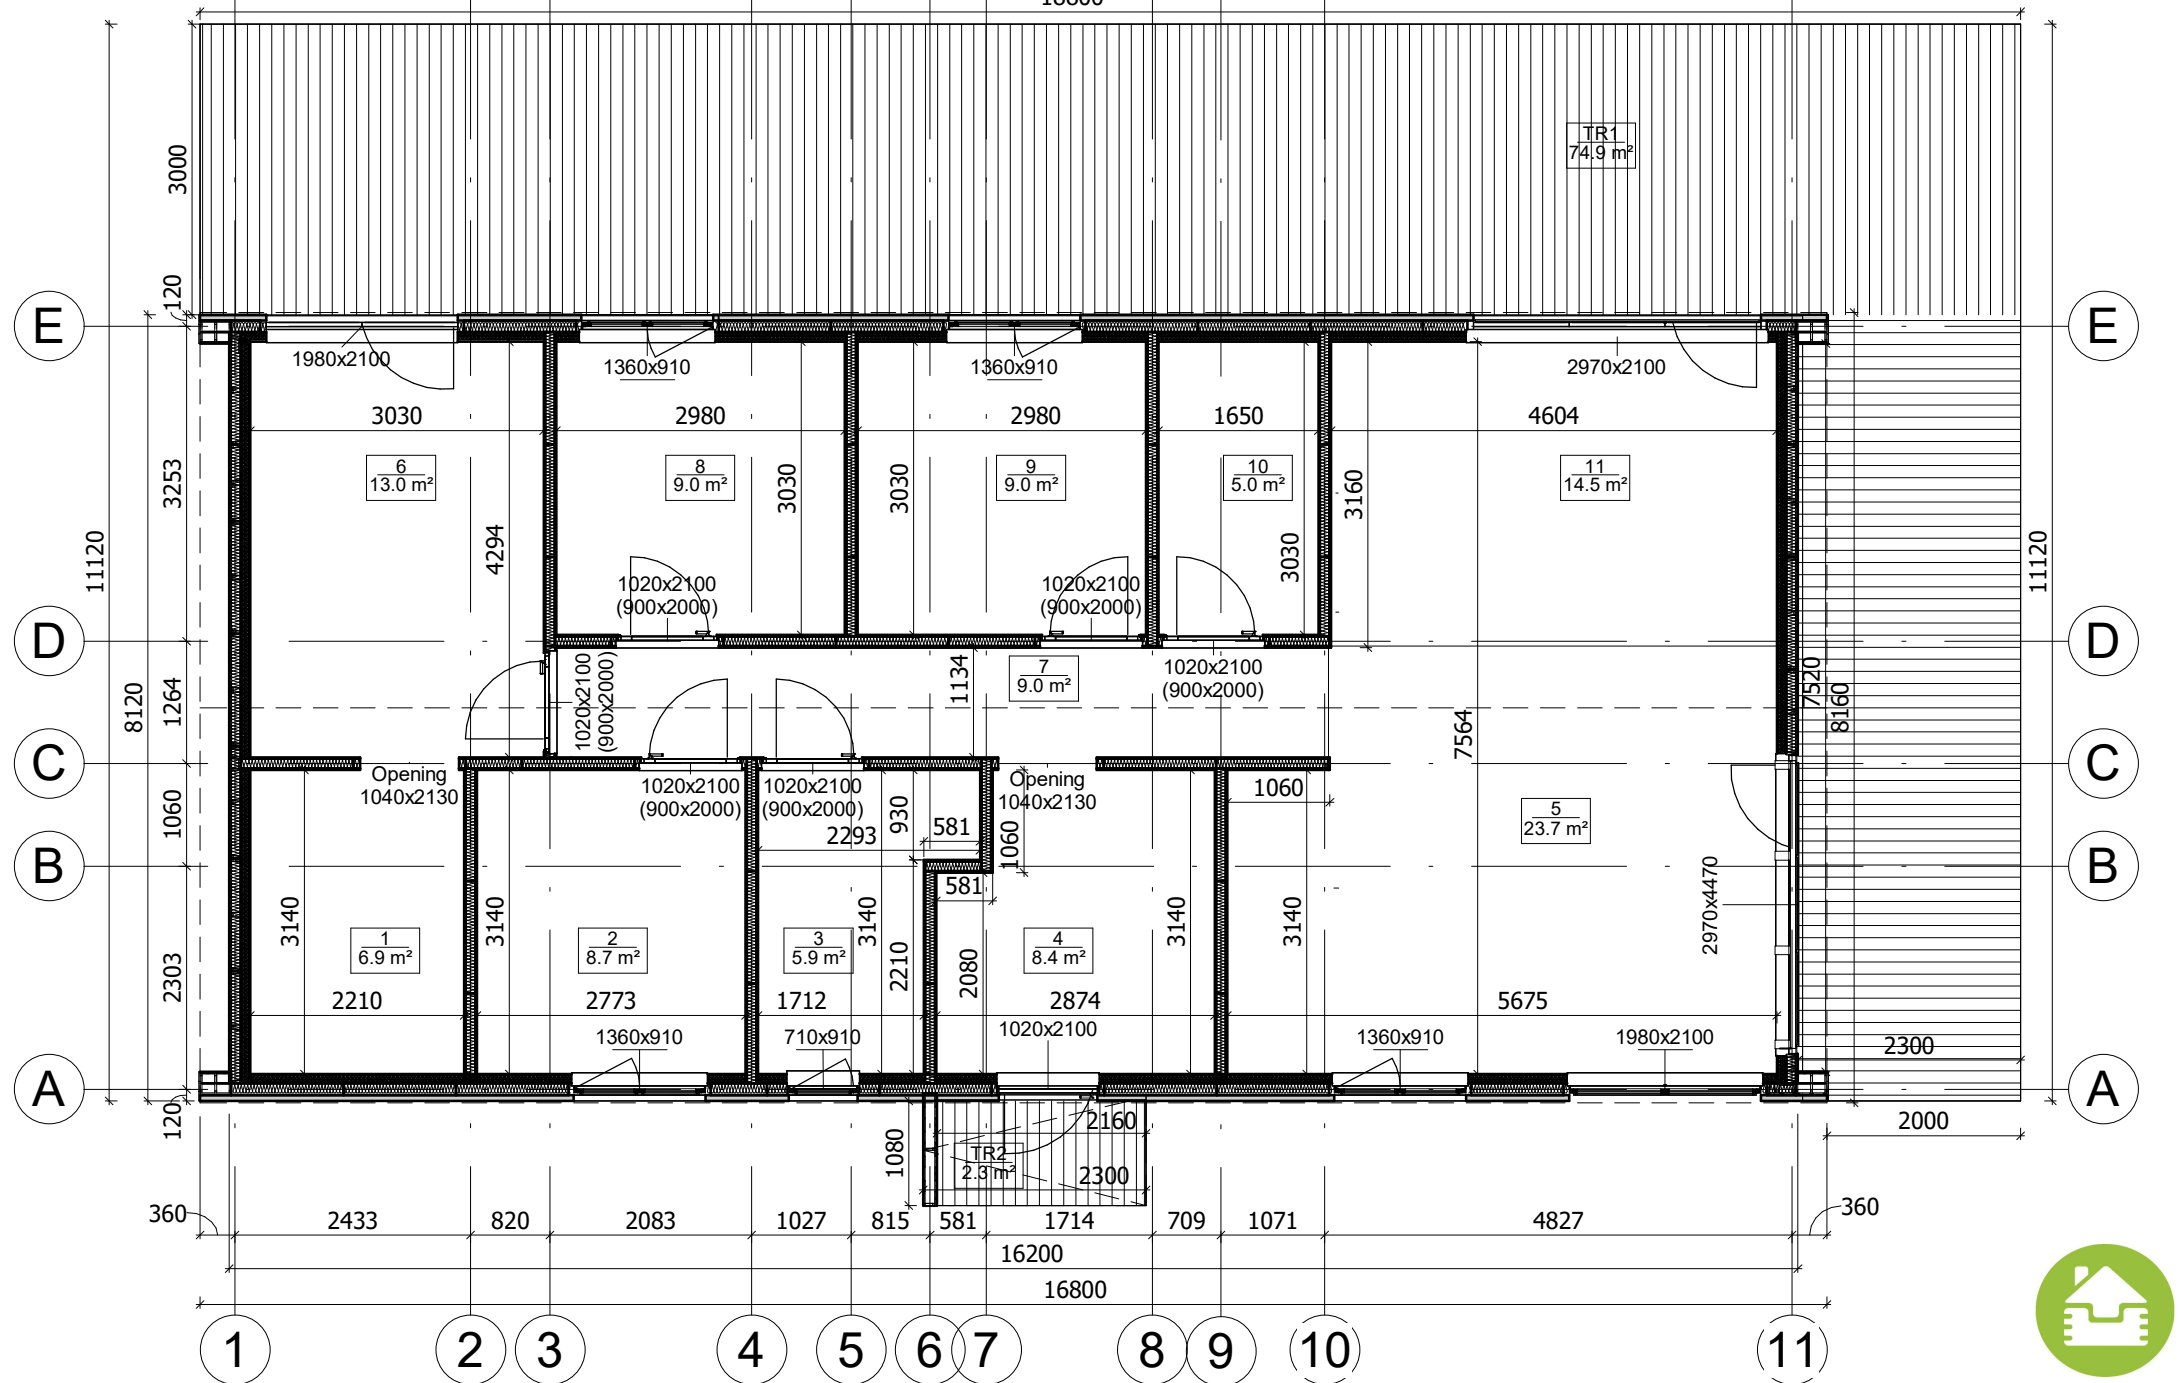 18800
3000
TR1
74.9 m²
120
E
E
1980x2100
1360x910
1360x910
2970x2100
3030
2980
2980
1650
4604
6
13.0 m²
8
9.0 m²
9
9.0 m²
10
5.0 m²
11
14.5 m²
3253
4294
3030
3030
3030
3160
11120
11120
1020x2100
(900x2000)
1020x2100
(900x2000)
D
D
1020x2100
(900x2000)
1134
7
9.0 m²
1020x2100
(900x2000)
8120
1264
7564
7520
8160
C
C
Opening
1040x2130
1020x2100
(900x2000)
1020x2100
(900x2000)
Opening
1040x2130
1060
1060
930
2293
581
1060
5
23.7 m²
B
B
581
2970x4470
3140
3140
3140
2210
2080
3140
3140
1
6.9 m²
2
8.7 m²
3
5.9 m²
4
8.4 m²
2303
2210
2773
1712
2874
5675
1360x910
710x910
1020x2100
1360x910
1980x2100
2300
A
A
120
2160
2000
1080
TR2
2.3 m²
2300
360
2433
820
2083
1027
815
581
1714
709
1071
4827
360
16200
16800
1
2
3
4
5
6
7
8
9
10
11